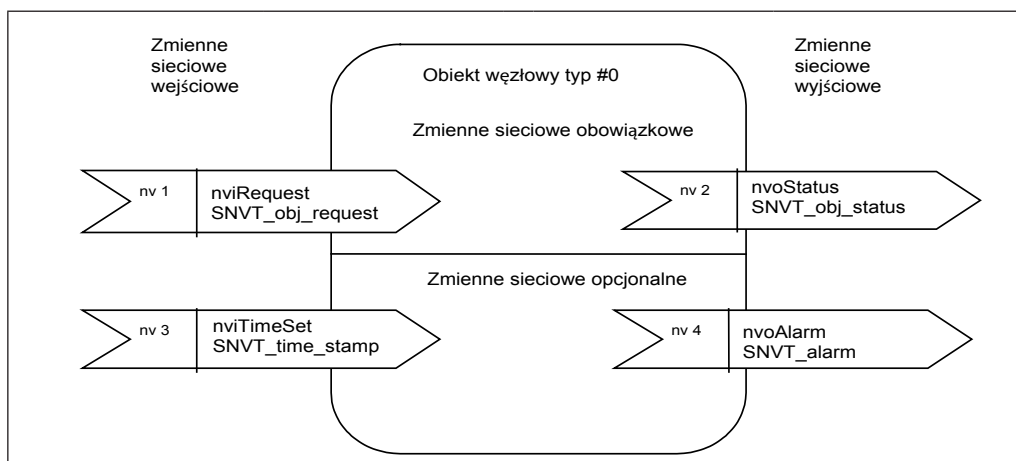 Zmienne
sieciowe
wejściowe
Obiekt węzłowy typ #0
Zmienne
sieciowe
wyjściowe
Zmienne sieciowe obowiązkowe
nv 1
nviRequest
SNVT_obj_request
nv 2
nvoStatus
SNVT_obj_status
Zmienne sieciowe opcjonalne
nv 3
nviTimeSet
SNVT_time_stamp
nv 4
nvoAlarm
SNVT_alarm